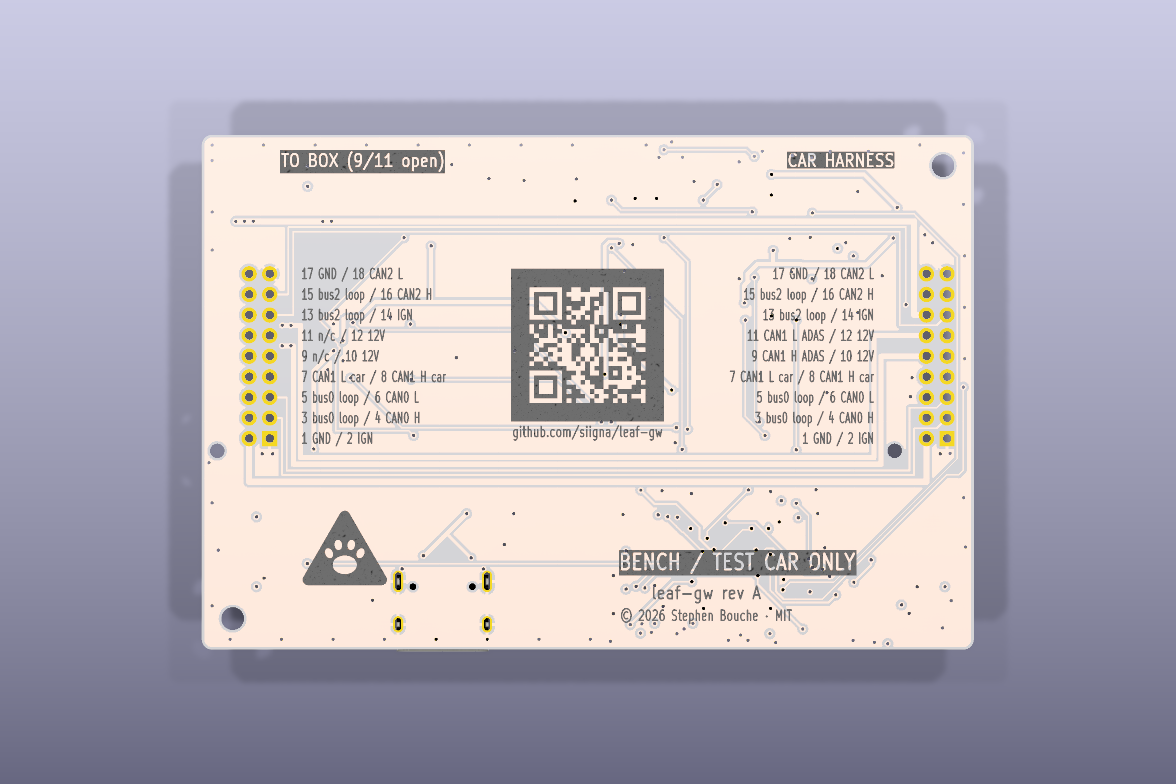 TO BOX (9/11 open)
CAR HARNESS
17 GND / 18 CAN2 L
15 bus2 loop / 16 CAN2 H
13 bus2 loop / 14 IGN
11 n/c / 12 12V
9 n/c / 10 12V
7 CAN1 L car / 8 CAN1 H car
5 bus0 loop / 6 CAN0 L
3 bus0 loop / 4 CAN0 H
1 GND / 2 IGN
github.com/siigna/leaf-gw
17 GND / 18 CAN2 L
15 bus2 loop / 16 CAN2 H
13 bus2 loop / 14 IGN
11 CAN1 L ADAS / 12 12V
9 CAN1 H ADAS / 10 12V
7 CAN1 L car / 8 CAN1 H car
5 bus0 loop / 6 CAN0 L
3 bus0 loop / 4 CAN0 H
1 GND / 2 IGN
BENCH / TEST CAR ONLY
leaf-gw rev A
© 2026 Stephen Bouche · MIT